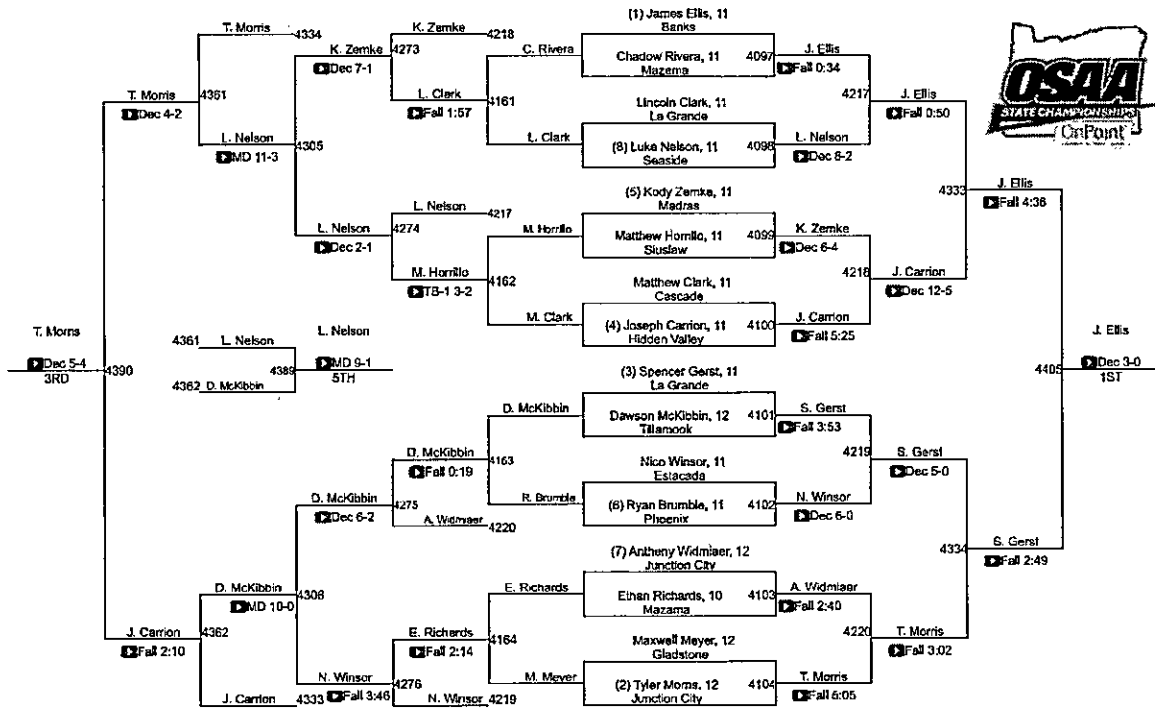 T. Morris
4334
K. Zemke
4273
Dec 7-1
K. Zemke
4218
C. Rivera
(1) James Ellis, 11
Banks
Chadow Rivera, 11
Mazema
4097
J. Ellis
Fall 0:34
4217
J. Ellis
Fall 0:50
OSAA
STATE CHAMPIONSHIPS
OnPoint
T. Morris
Dec 4-2
4361
L. Nelson
MD 11-3
4305
L. Clark
Fall 1:57
4161
L. Clark
Lincoln Clark, 11
La Grande
(8) Luke Nelson, 11
Seaside
4098
L. Nelson
Dec 8-2
4333
J. Ellis
Fall 4:36
L. Nelson
Dec 2-1
L. Nelson
4217
4274
M. Horrillo
TB-1 3-2
4162
M. Horrillo
(5) Kody Zemke, 11
Madras
Matthew Horrillo, 11
Siuslaw
4099
K. Zemke
Dec 6-4
4218
J. Carrion
Dec 12-5
M. Clark
Matthew Clark, 11
Cascade
(4) Joseph Carrion, 11
Hidden Valley
4100
J. Carrion
Fall 5:25
T. Morris
Dec 5-4
3RD
4390
4361
L. Nelson
4362
D. McKibbin
4389
L. Nelson
MD 9-1
5TH
J. Ellis
Dec 3-0
1ST
4405
D. McKibbin
(3) Spencer Gerst, 11
La Grande
Dawson McKibbin, 12
Tillamook
4101
S. Gerst
Fall 3:53
4219
S. Gerst
Dec 5-0
D. McKibbin
Dec 6-2
D. McKibbin
Fall 0:19
4163
4275
A. Widmiaer
4220
R. Brumble
Nico Winsor, 11
Estacada
(6) Ryan Brumble, 11
Phoenix
4102
N. Winsor
Dec 6-0
4334
S. Gerst
Fall 2:49
D. McKibbin
MD 10-0
4306
E. Richards
(7) Antheny Widmiaer, 12
Junction City
Ethan Richards, 10
Mazama
4103
A. Widmiaer
Fall 2:40
4220
T. Morris
Fall 3:02
J. Carrion
Fall 2:10
4362
J. Carrion
4333
N. Winsor
Fall 3:46
4276
E. Richards
Fall 2:14
4164
N. Winsor
4219
M. Meyer
Maxwell Meyer, 12
Gladstone
(2) Tyler Morris, 12
Junction City
4104
T. Morris
Fall 5:05